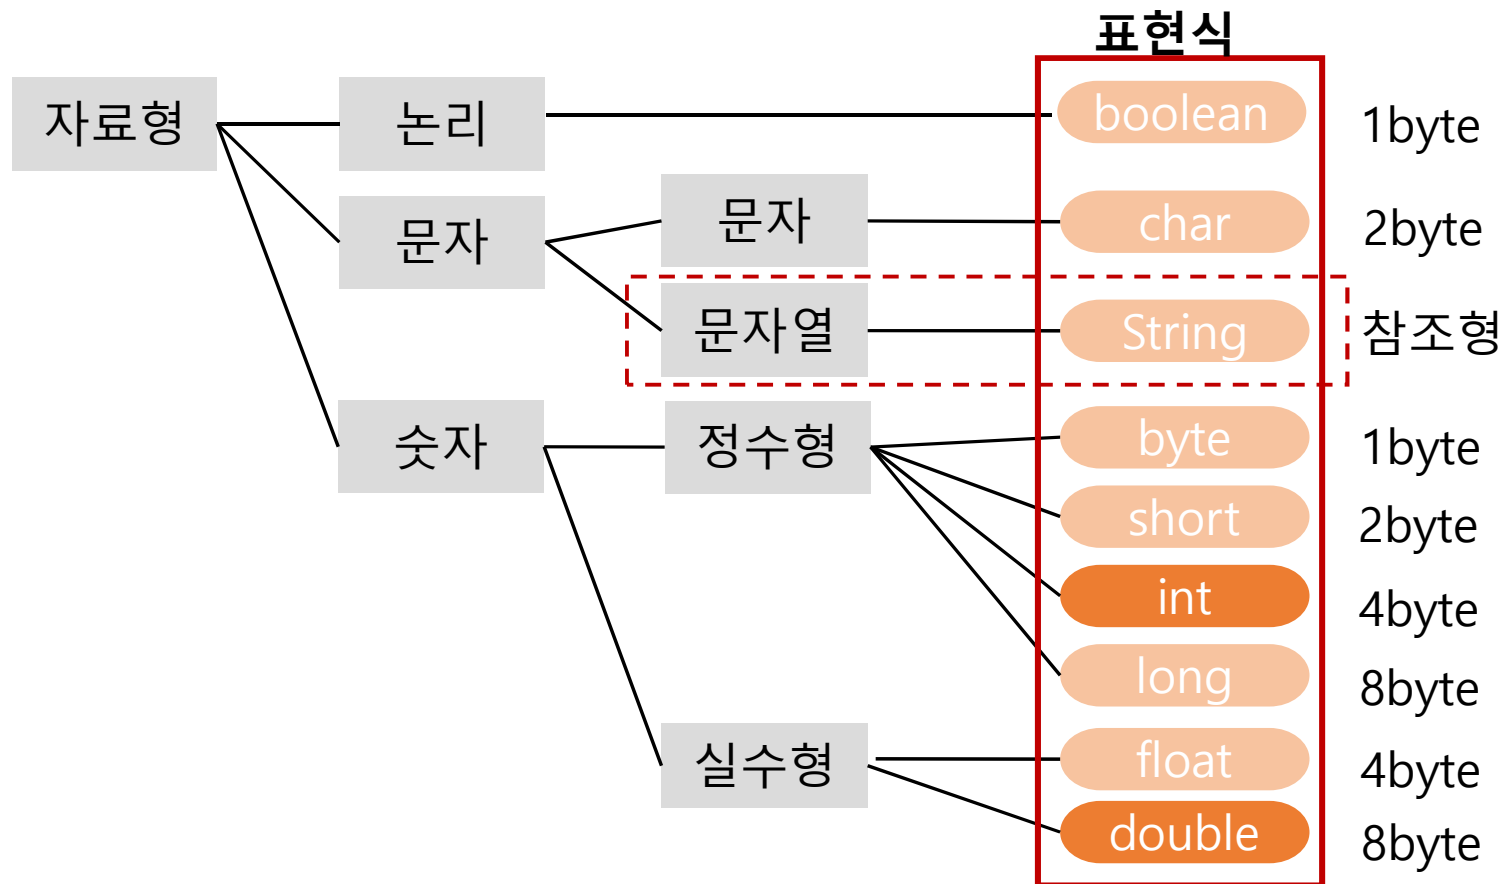 표현식
자료형
논리
boolean
1byte
문자
문자
char
2byte
문자열
String
참조형
숫자
정수형
byte
1byte
short
2byte
int
4byte
long
8byte
실수형
float
4byte
double
8byte